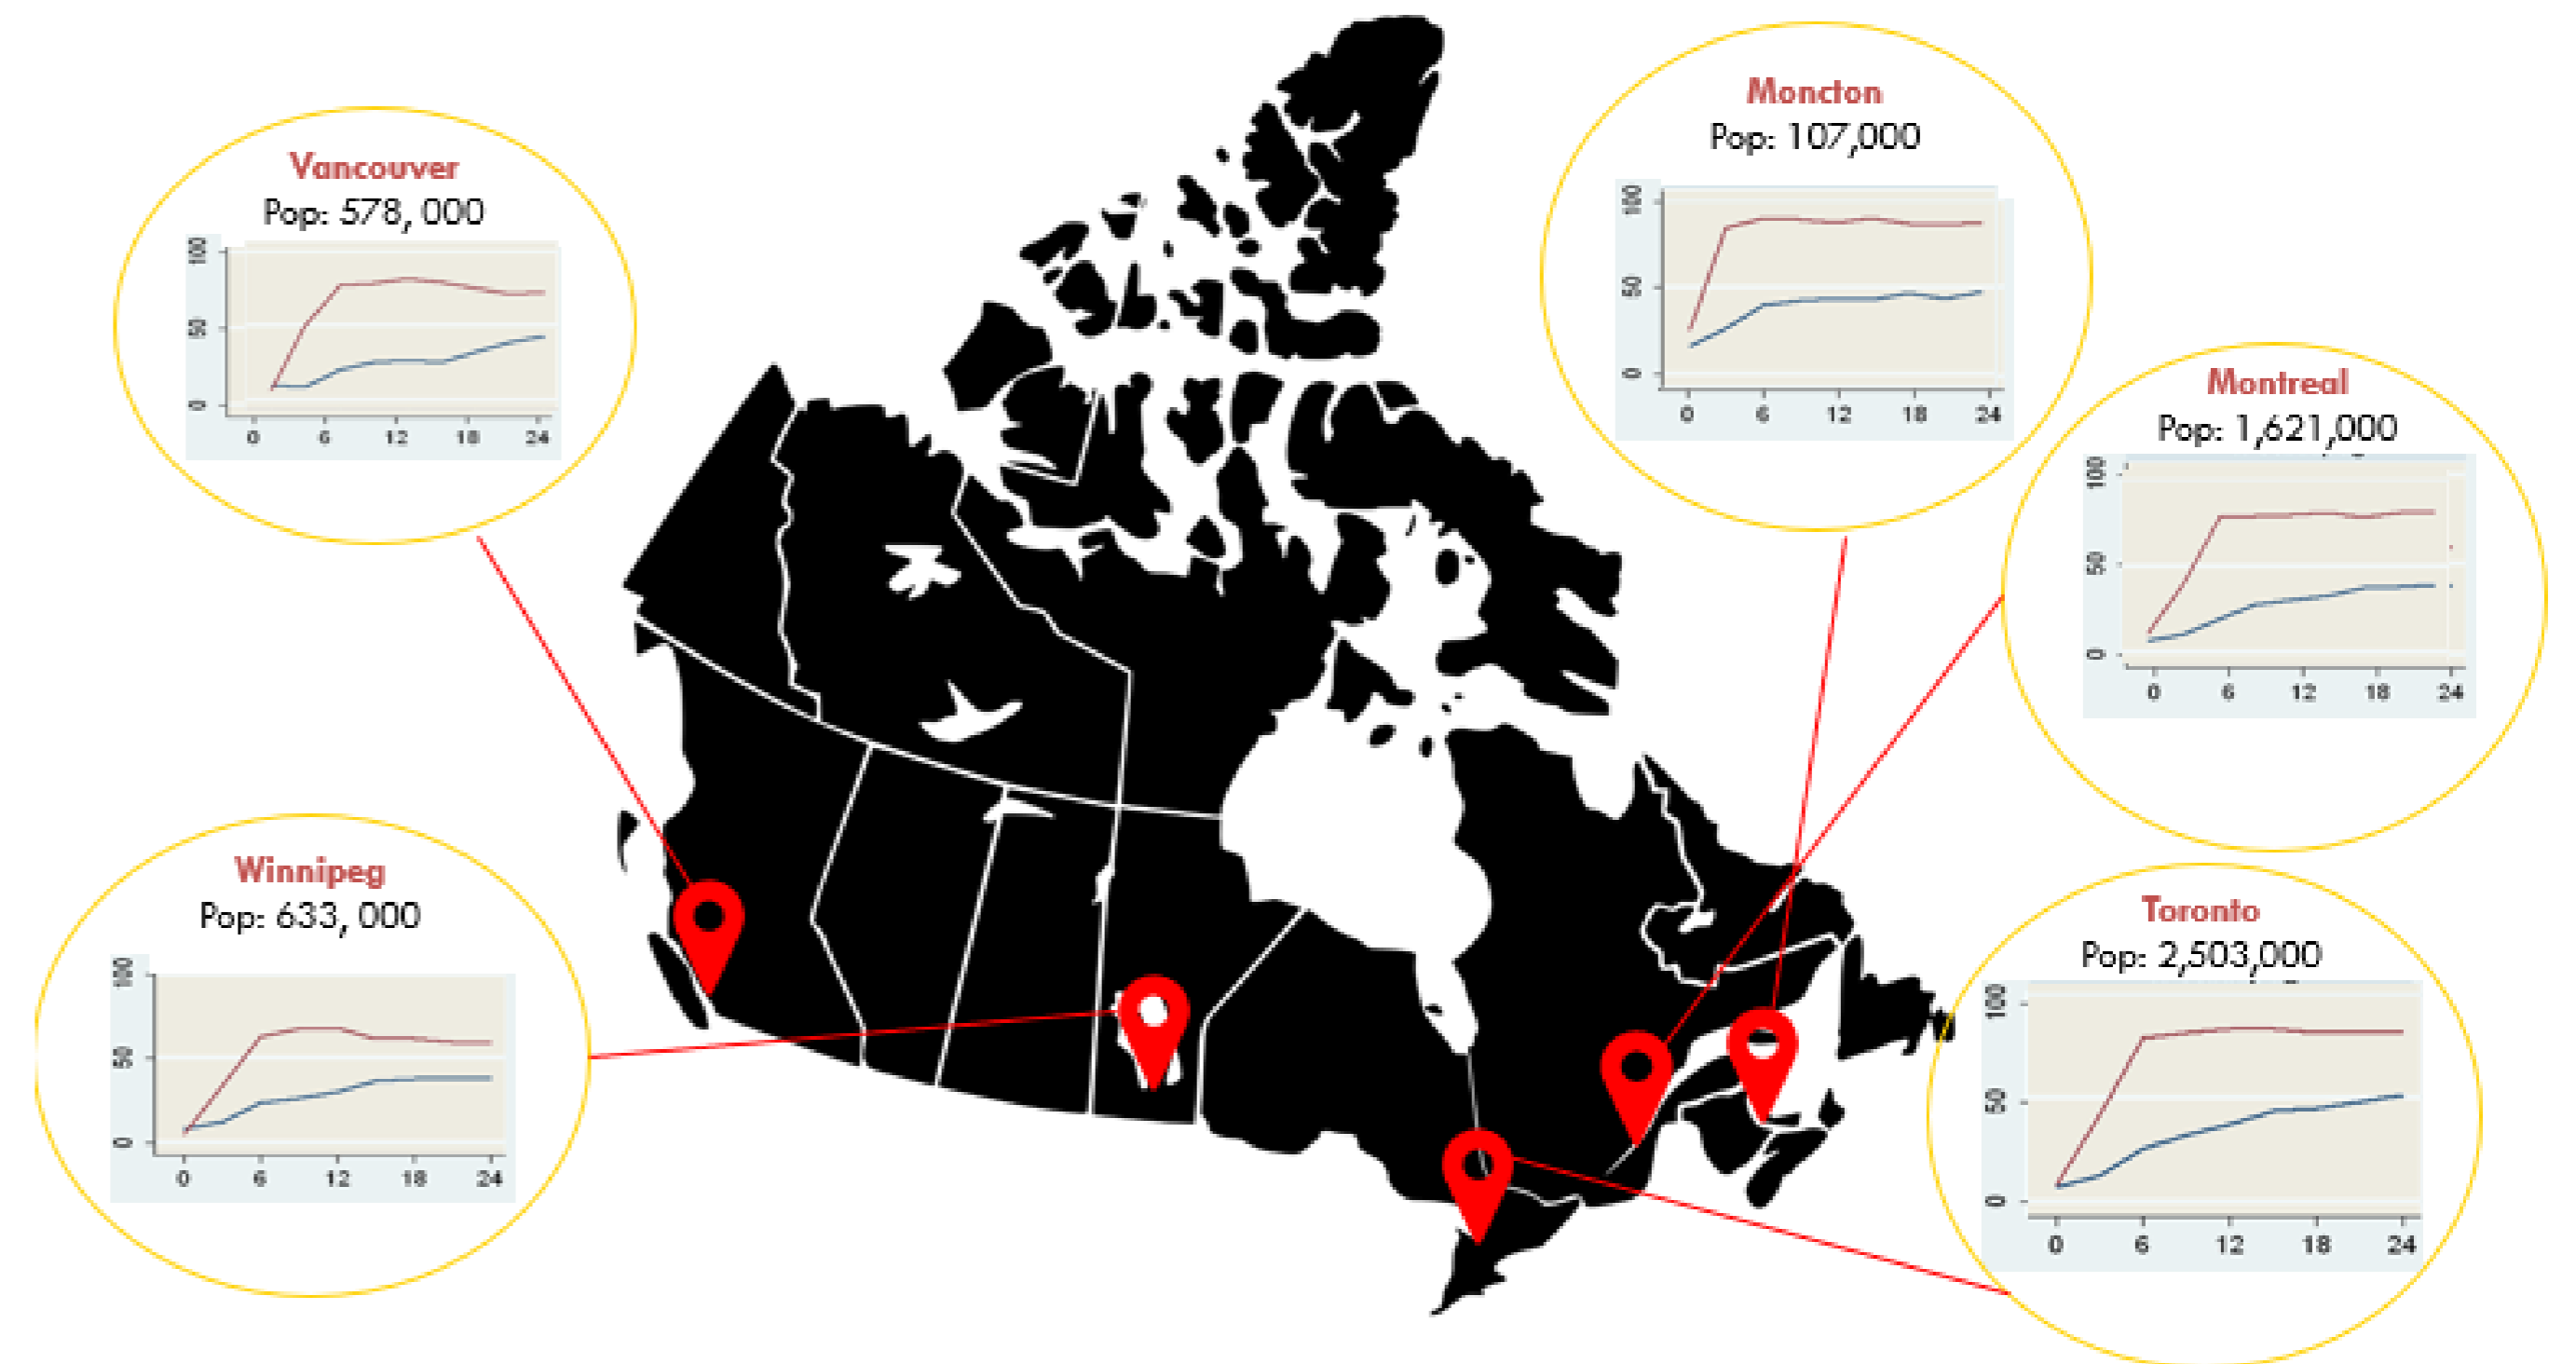 Vancouver
Pop: 578, 000
100
50
0
0 6 12 18 24
Winnipeg
Pop: 633, 000
100
50
0
0 6 12 18 24
Moncton
Pop: 107,000
100
50
0
0 6 12 18 24
Montreal
Pop: 1,621,000
100
50
0
0 6 12 18 24
Toronto
Pop: 2,503,000
100
50
0
0 6 12 18 24